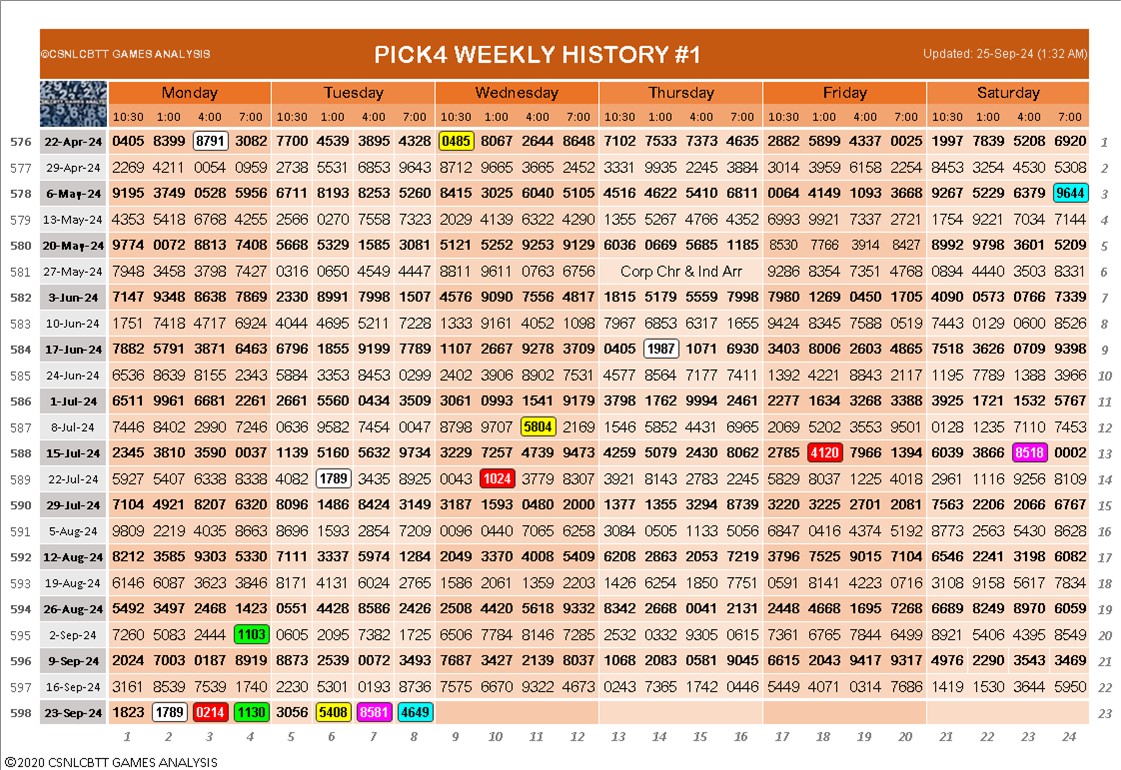 ©CSNLCBTT GAMES ANALYSIS PICK4 WEEKLY HISTORY #1 Updated: 25-Sep-24 (1:32 AM)
Monday Tuesday Wednesday Thursday Friday Saturday
10:30 1:00 4:00 7:00 10:30 1:00 4:00 7:00 10:30 1:00 4:00 7:00 10:30 1:00 4:00 7:00 10:30 1:00 4:00 7:00 10:30 1:00 4:00 7:00
576 22-Apr-24 0405 8399 8791 3082 7700 4539 3895 4328 0485 8067 2644 8648 7102 7533 7373 4635 2882 5899 4337 0025 1997 7839 5208 6920 1
577 29-Apr-24 2269 4211 0054 0959 2738 5531 6853 9643 8712 9665 3665 2452 3331 9935 2245 3884 3014 3959 6158 2254 8453 3254 4530 5308 2
578 6-May-24 9195 3749 0528 5956 6711 8193 8253 5260 8415 3025 6040 5105 4516 4622 5410 6811 0064 4149 1093 3668 9267 5229 6379 9644 3
579 13-May-24 4353 5418 6768 4255 2566 0270 7558 7323 2029 4139 6322 4290 1355 5267 4766 4352 6993 9921 7337 2721 1754 9221 7034 7144 4
580 20-May-24 9774 0072 8813 7408 5668 5329 1585 3081 5121 5252 9253 9129 6036 0669 5685 1185 8530 7766 3914 8427 8992 9798 3601 5209 5
581 27-May-24 7948 3458 3798 7427 0316 0650 4549 4447 8811 9611 0763 6756 Corp Chr & Ind Arr 9286 8354 7351 4768 0894 4440 3503 8331 6
582 3-Jun-24 7147 9348 8638 7869 2330 8991 7998 1507 4576 9090 7556 4817 1815 5179 5559 7998 7980 1269 0450 1705 4090 0573 0766 7339 7
583 10-Jun-24 1751 7418 4717 6924 4044 4695 5211 7228 1333 9161 4052 1098 7967 6853 6317 1655 9424 8345 7588 0519 7443 0129 0600 8526 8
584 17-Jun-24 7882 5791 3871 6463 6796 1855 9199 7789 1107 2667 9278 3709 0405 1987 1071 6930 3403 8006 2603 4865 7518 3626 0709 9398 9
585 24-Jun-24 6536 8639 8155 2343 5884 3353 8453 0299 2402 3906 8902 7531 4577 8564 7177 7411 1392 4221 8843 2117 1195 7789 1388 3966 10
586 1-Jul-24 6511 9961 6681 2261 2661 5560 0434 3509 3061 0993 1541 9179 3798 1762 9994 2461 2277 1634 3268 3388 3925 1721 1532 5767 11
587 8-Jul-24 7446 8402 2990 7246 0636 9582 7454 0047 8798 9707 5804 2169 1546 5852 4431 6965 2069 5202 3553 9501 0128 1235 7110 7453 12
588 15-Jul-24 2345 3810 3590 0037 1139 5160 5632 9734 3229 7257 4739 9473 4259 5079 2430 8062 2785 4120 7966 1394 6039 3866 8518 0002 13
589 22-Jul-24 5927 5407 6338 8338 4082 1789 3435 8925 0043 1024 3779 8307 3921 8143 2783 2245 5829 8037 1225 4018 2961 1116 9256 8109 14
590 29-Jul-24 7104 4921 8207 6320 8096 1486 8424 3149 3187 1593 0480 2000 1377 1355 3294 8739 3220 3225 2701 2081 7563 2206 2066 6767 15
591 5-Aug-24 9809 2219 4035 8663 8696 1593 2854 7209 0096 0440 7065 6258 3084 0505 1133 5056 6847 0416 4374 5192 8773 2563 5430 8628 16
592 12-Aug-24 8212 3585 9303 5330 7111 3337 5974 1284 2049 3370 4008 5409 6208 2863 2053 7219 3796 7525 9015 7104 6546 2241 3198 6082 17
593 19-Aug-24 6146 6087 3623 3846 8171 4131 6024 2765 1586 2061 1359 2203 1426 6254 1850 7751 0591 8141 4223 0716 3108 9158 5617 7834 18
594 26-Aug-24 5492 3497 2468 1423 0551 4428 8586 2426 2508 4420 5618 9332 8342 2668 0041 2131 2448 4668 1695 7268 6689 8249 8970 6059 19
595 2-Sep-24 7260 5083 2444 1103 0605 2095 7382 1725 6506 7784 8146 7285 2532 0332 9305 0615 7361 6765 7844 6499 8921 5406 4395 8549 20
596 9-Sep-24 2024 7003 0187 8919 8873 2539 0072 3493 7687 3427 2139 8037 1068 2083 0581 9045 6615 2043 9417 9317 4976 2290 3543 3469 21
597 16-Sep-24 3161 8539 7539 1740 2230 5301 0193 8736 7575 6670 9322 4673 0243 7365 1742 0446 5449 4071 0314 7686 1419 1530 3644 5950 22
598 23-Sep-24 1823 1789 0214 1130 3056 5408 8581 4649 23
1 2 3 4 5 6 7 8 9 10 11 12 13 14 15 16 17 18 19 20 21 22 23 24
©2020 CSNLCBTT GAMES ANALYSIS